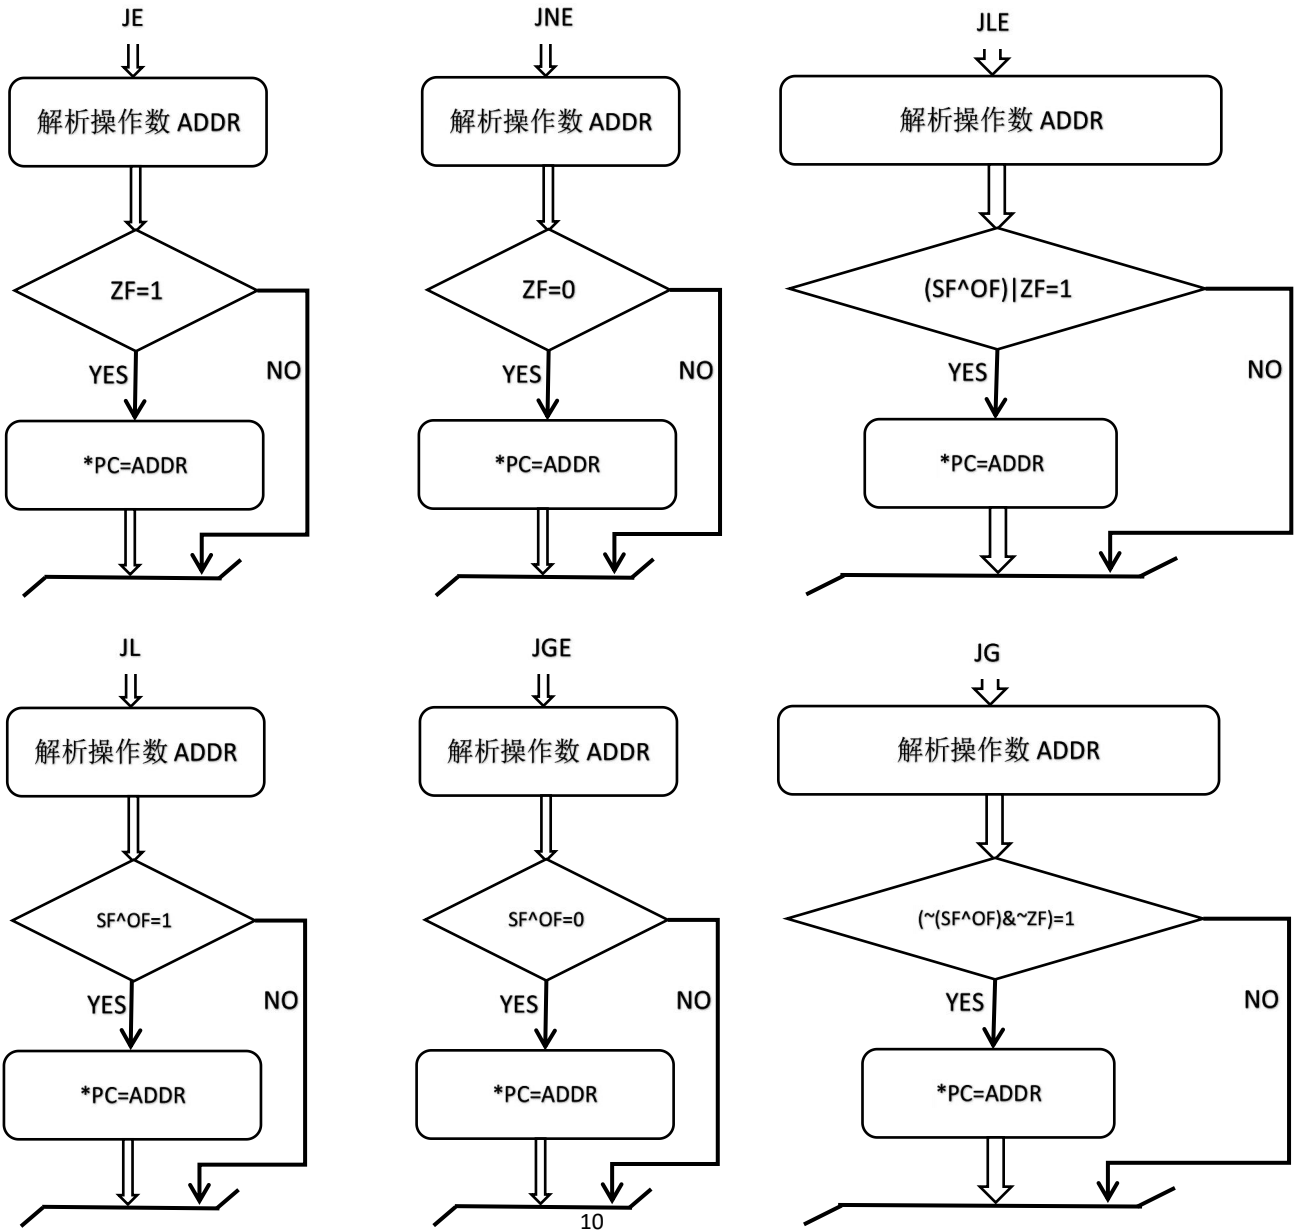 JE
解析操作数 ADDR
ZF=1
YES
NO
*PC=ADDR
JNE
解析操作数 ADDR
ZF=0
YES
NO
*PC=ADDR
JLE
解析操作数 ADDR
(SF^OF)|ZF=1
YES
NO
*PC=ADDR
JL
解析操作数 ADDR
SF^OF=1
YES
NO
*PC=ADDR
JGE
解析操作数 ADDR
SF^OF=0
YES
NO
*PC=ADDR
JG
解析操作数 ADDR
(~(SF^OF)&~ZF)=1
YES
NO
*PC=ADDR
10